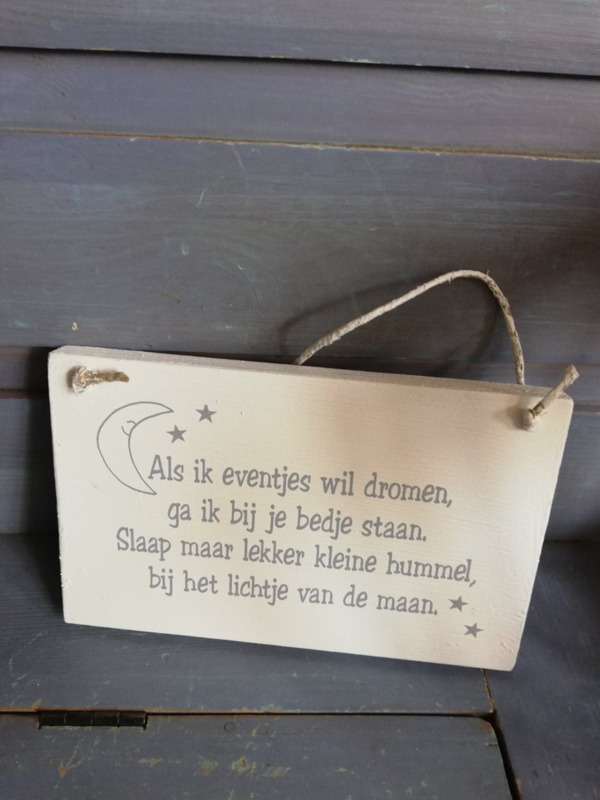 Als ik eventjes wil dromen,
ga ik bij je bedje staan.
Slaap maar lekker kleine hummel,
bij het lichtje van de maan.